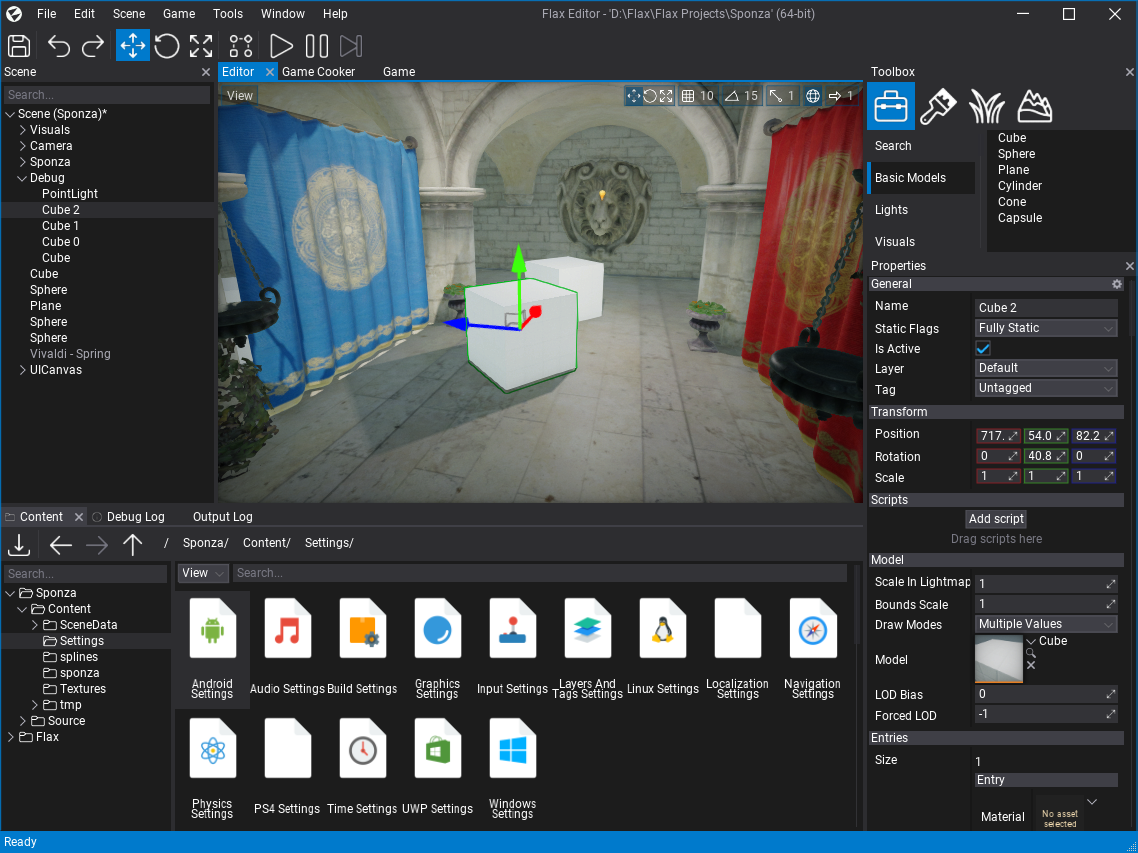 File Edit Scene Game Tools Window Help
Flax Editor - 'D:\Flax\Flax Projects\Sponza' (64-bit)
Scene
Search...
Scene (Sponza)*
Visuals
Camera
Sponza
Debug
PointLight
Cube 2
Cube 1
Cube 0
Cube
Cube
Sphere
Plane
Sphere
Sphere
Vivaldi - Spring
UICanvas
Editor Game Cooker Game
View
10 15 1 1
Toolbox
Search
Basic Models
Lights
Visuals
Cube
Sphere
Plane
Cylinder
Cone
Capsule
Properties
General
Name Cube 2
Static Flags Fully Static
Is Active
Layer Default
Tag Untagged
Transform
Position 717. 54.0 82.2
Rotation 0 40.8 0
Scale 1 1 1
Scripts
Add script
Drag scripts here
Model
Scale In Lightmap 1
Bounds Scale 1
Draw Modes Multiple Values
Model Cube
LOD Bias 0
Forced LOD -1
Entries
Size 1
Entry
Material No asset
selected
Content Debug Log Output Log
/ Sponza/ Content/ Settings/
Search...
Sponza
Content
SceneData
Settings
splines
sponza
Textures
tmp
Source
Flax
View Search...
Android
Settings
Audio Settings
Build Settings
Graphics
Settings
Input Settings
Layers And
Tags Settings
Linux Settings
Localization
Settings
Navigation
Settings
Physics
Settings
PS4 Settings
Time Settings
UWP Settings
Windows
Settings
Ready